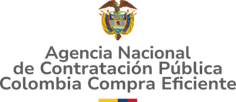 Agencia Nacional
de Contratación Pública
Colombia Compra Eficiente